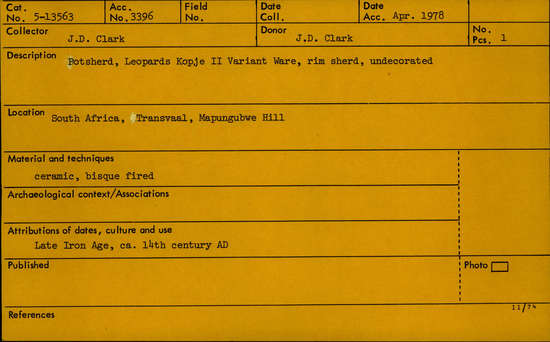 Cat. No. 5-13563 Acc. No. 3396 Field No. Date Coll. Date Acc. Apr. 1978
Collector J.D. Clark Donor J.D. Clark No. Pcs. 1
Description Potsherd, Leopards Kopje II Variant Ware, rim sherd, undecorated
Location South Africa, Transvaal, Mapungubwe Hill
Material and techniques
ceramic, bisque fired
Archaeological context/Associations
Attributions of dates, culture and use
Late Iron Age, ca. 14th century AD
Published Photo
11/74
References